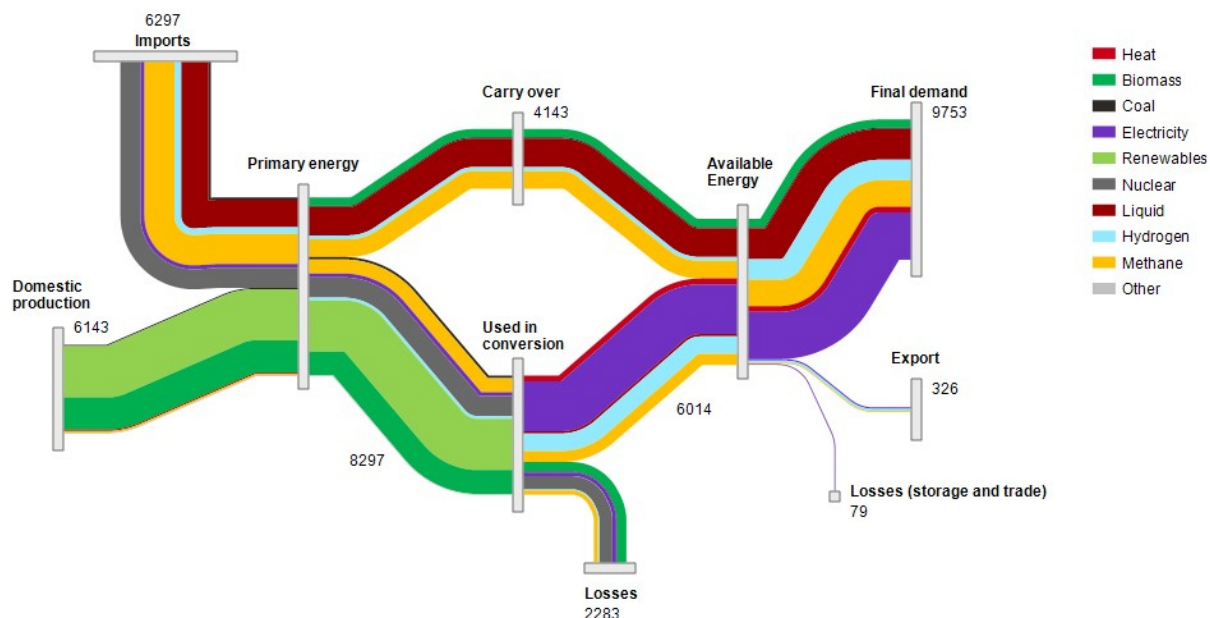 6297
Imports
Carry over
4143
Final demand
9753
Primary energy
Available
Energy
Domestic
production
6143
Used in
conversion
8297
6014
Export
326
Losses (storage and trade)
79
Losses
2283
Heat
Biomass
Coal
Electricity
Renewables
Nuclear
Liquid
Hydrogen
Methane
Other